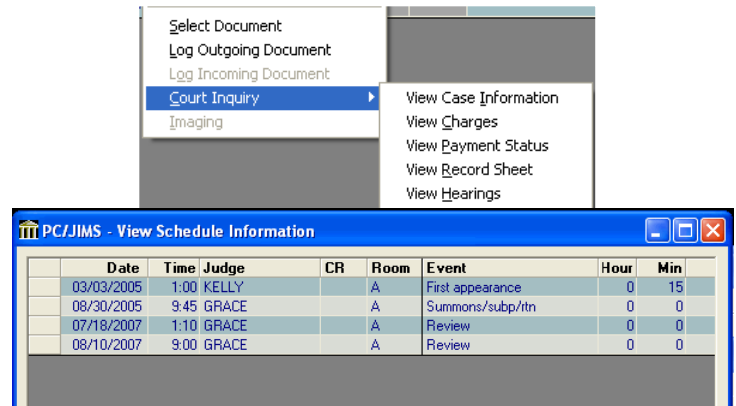 Select Document
Log Outgoing Document
Log Incoming Document
Court Inquiry
Imaging
View Case Information
View Charges
View Payment Status
View Record Sheet
View Hearings
PC/JIMS - View Schedule Information
Date Time Judge CR Room Event Hour Min
03/03/2005 1:00 KELLY A First appearance 0 15
08/30/2005 9:45 GRACE A Summons/subp/rtn 0 0
07/18/2007 1:10 GRACE A Review 0 0
08/10/2007 9:00 GRACE A Review 0 0